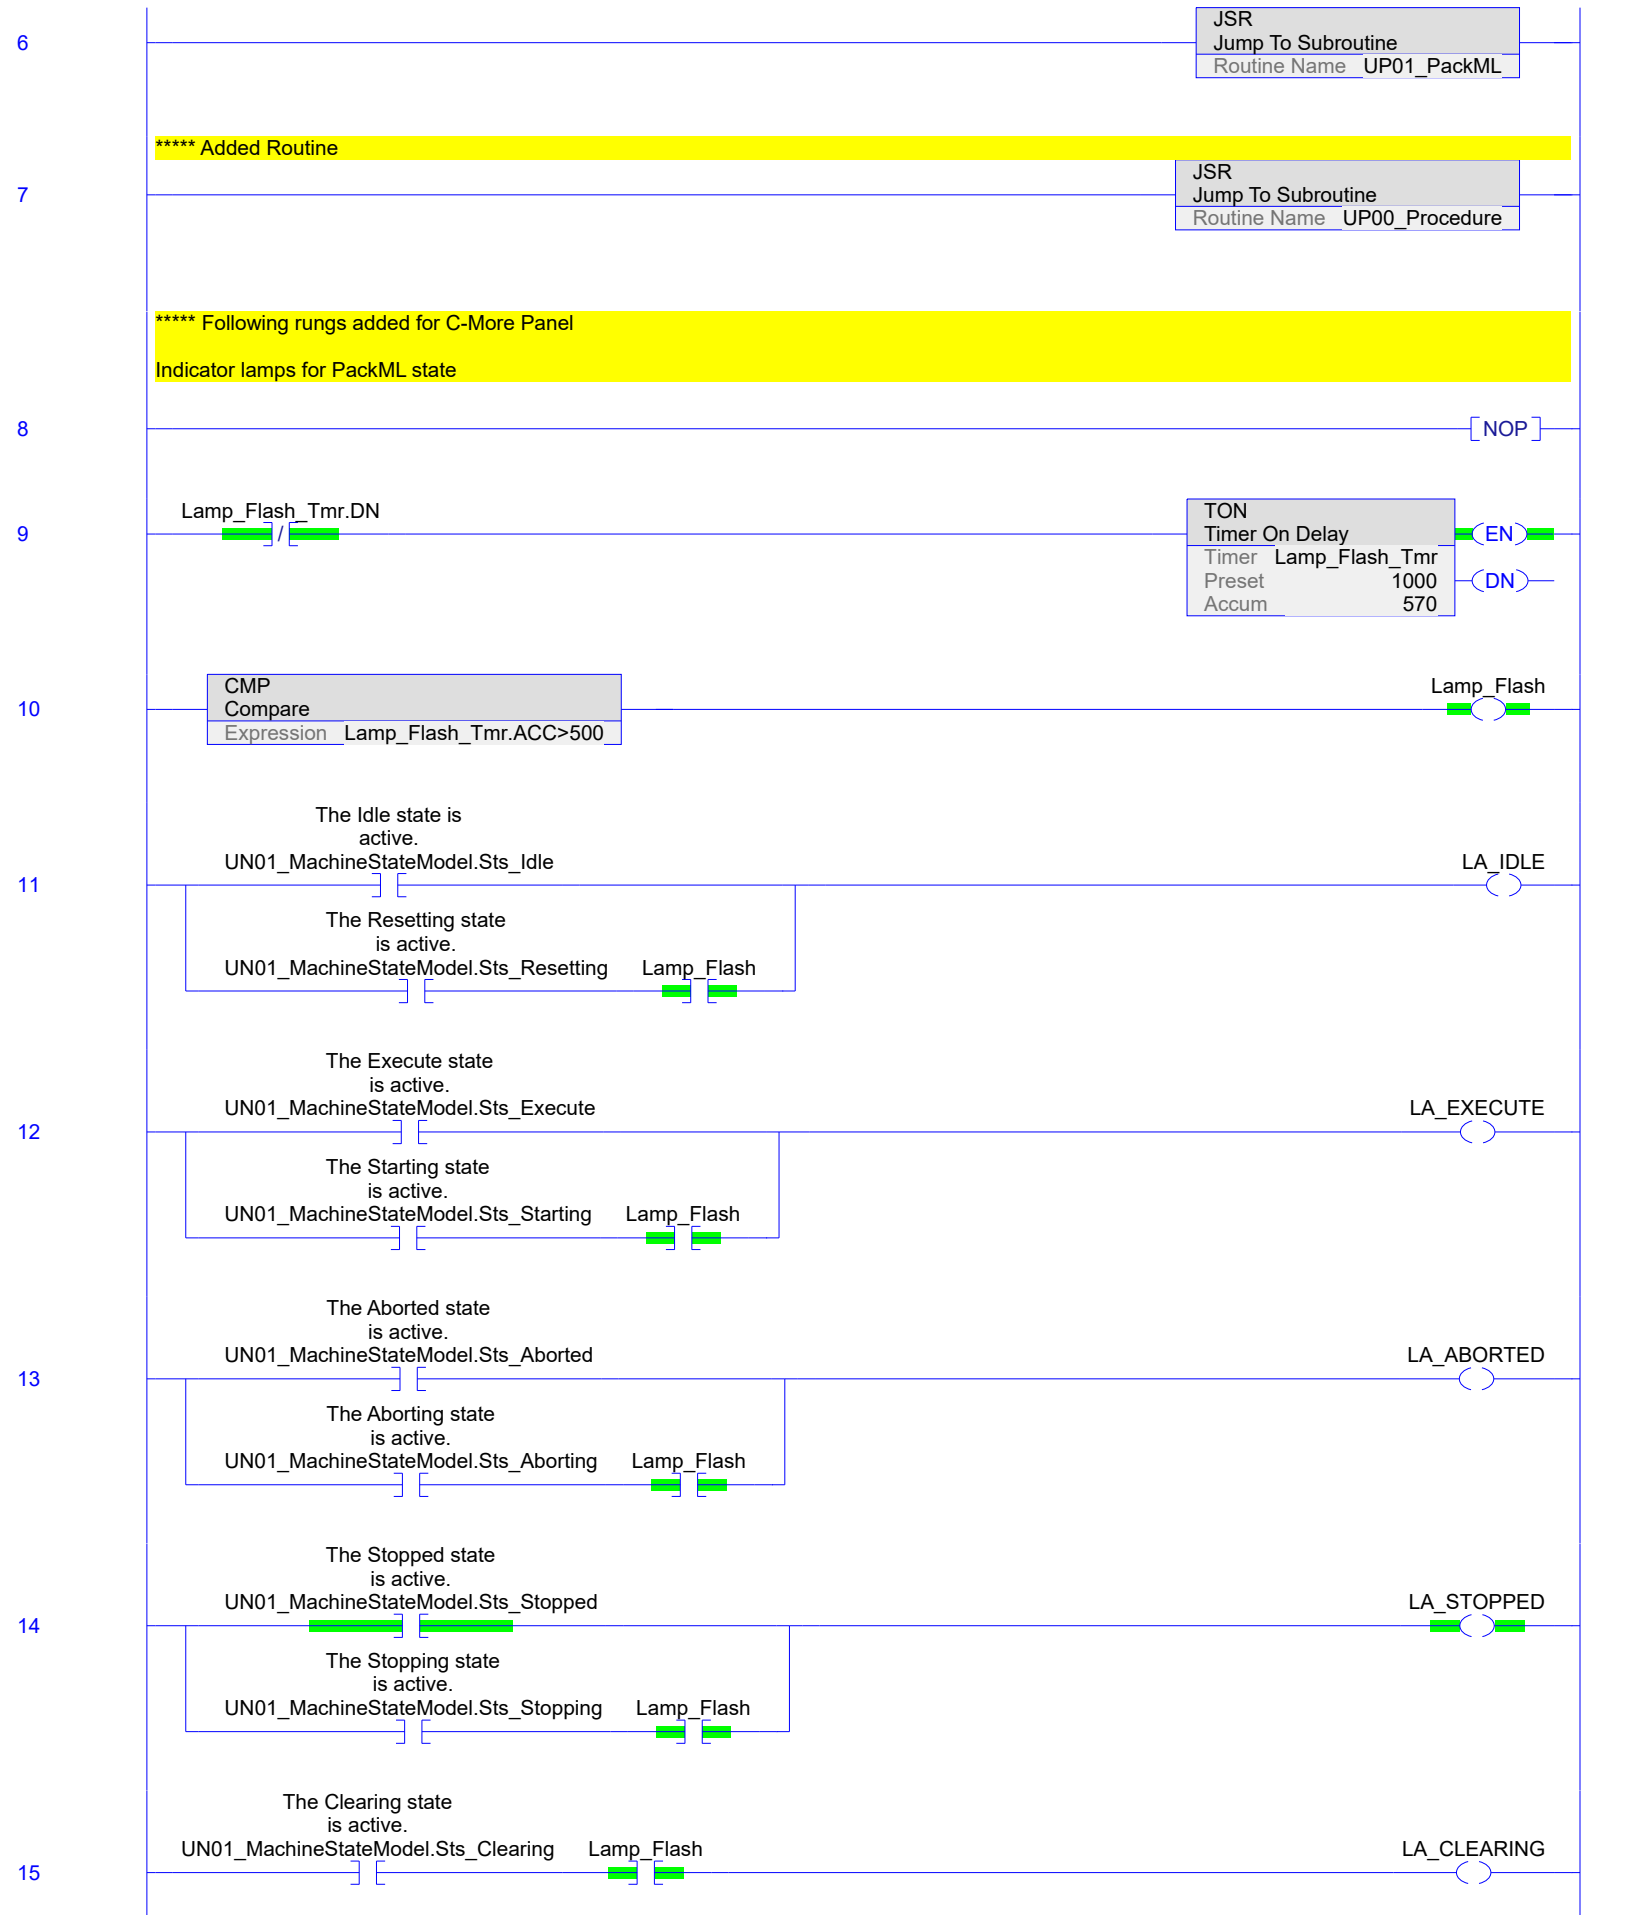 6
JSR
Jump To Subroutine
Routine Name UP01_PackML
***** Added Routine
7
JSR
Jump To Subroutine
Routine Name UP00_Procedure
***** Following rungs added for C-More Panel
Indicator lamps for PackML state
8
NOP
Lamp_Flash_Tmr.DN
9
/
TON
Timer On Delay
Timer Lamp_Flash_Tmr
Preset 1000
Accum 570
EN
DN
10
CMP
Compare
Expression Lamp_Flash_Tmr.ACC>500
Lamp_Flash
The Idle state is
active.
UN01_MachineStateModel.Sts_Idle
LA_IDLE
11
The Resetting state
is active.
UN01_MachineStateModel.Sts_Resetting Lamp_Flash
The Execute state
is active.
UN01_MachineStateModel.Sts_Execute
LA_EXECUTE
12
The Starting state
is active.
UN01_MachineStateModel.Sts_Starting Lamp_Flash
The Aborted state
is active.
UN01_MachineStateModel.Sts_Aborted
LA_ABORTED
13
The Aborting state
is active.
UN01_MachineStateModel.Sts_Aborting Lamp_Flash
The Stopped state
is active.
UN01_MachineStateModel.Sts_Stopped
LA_STOPPED
14
The Stopping state
is active.
UN01_MachineStateModel.Sts_Stopping Lamp_Flash
The Clearing state
is active.
UN01_MachineStateModel.Sts_Clearing Lamp_Flash
LA_CLEARING
15